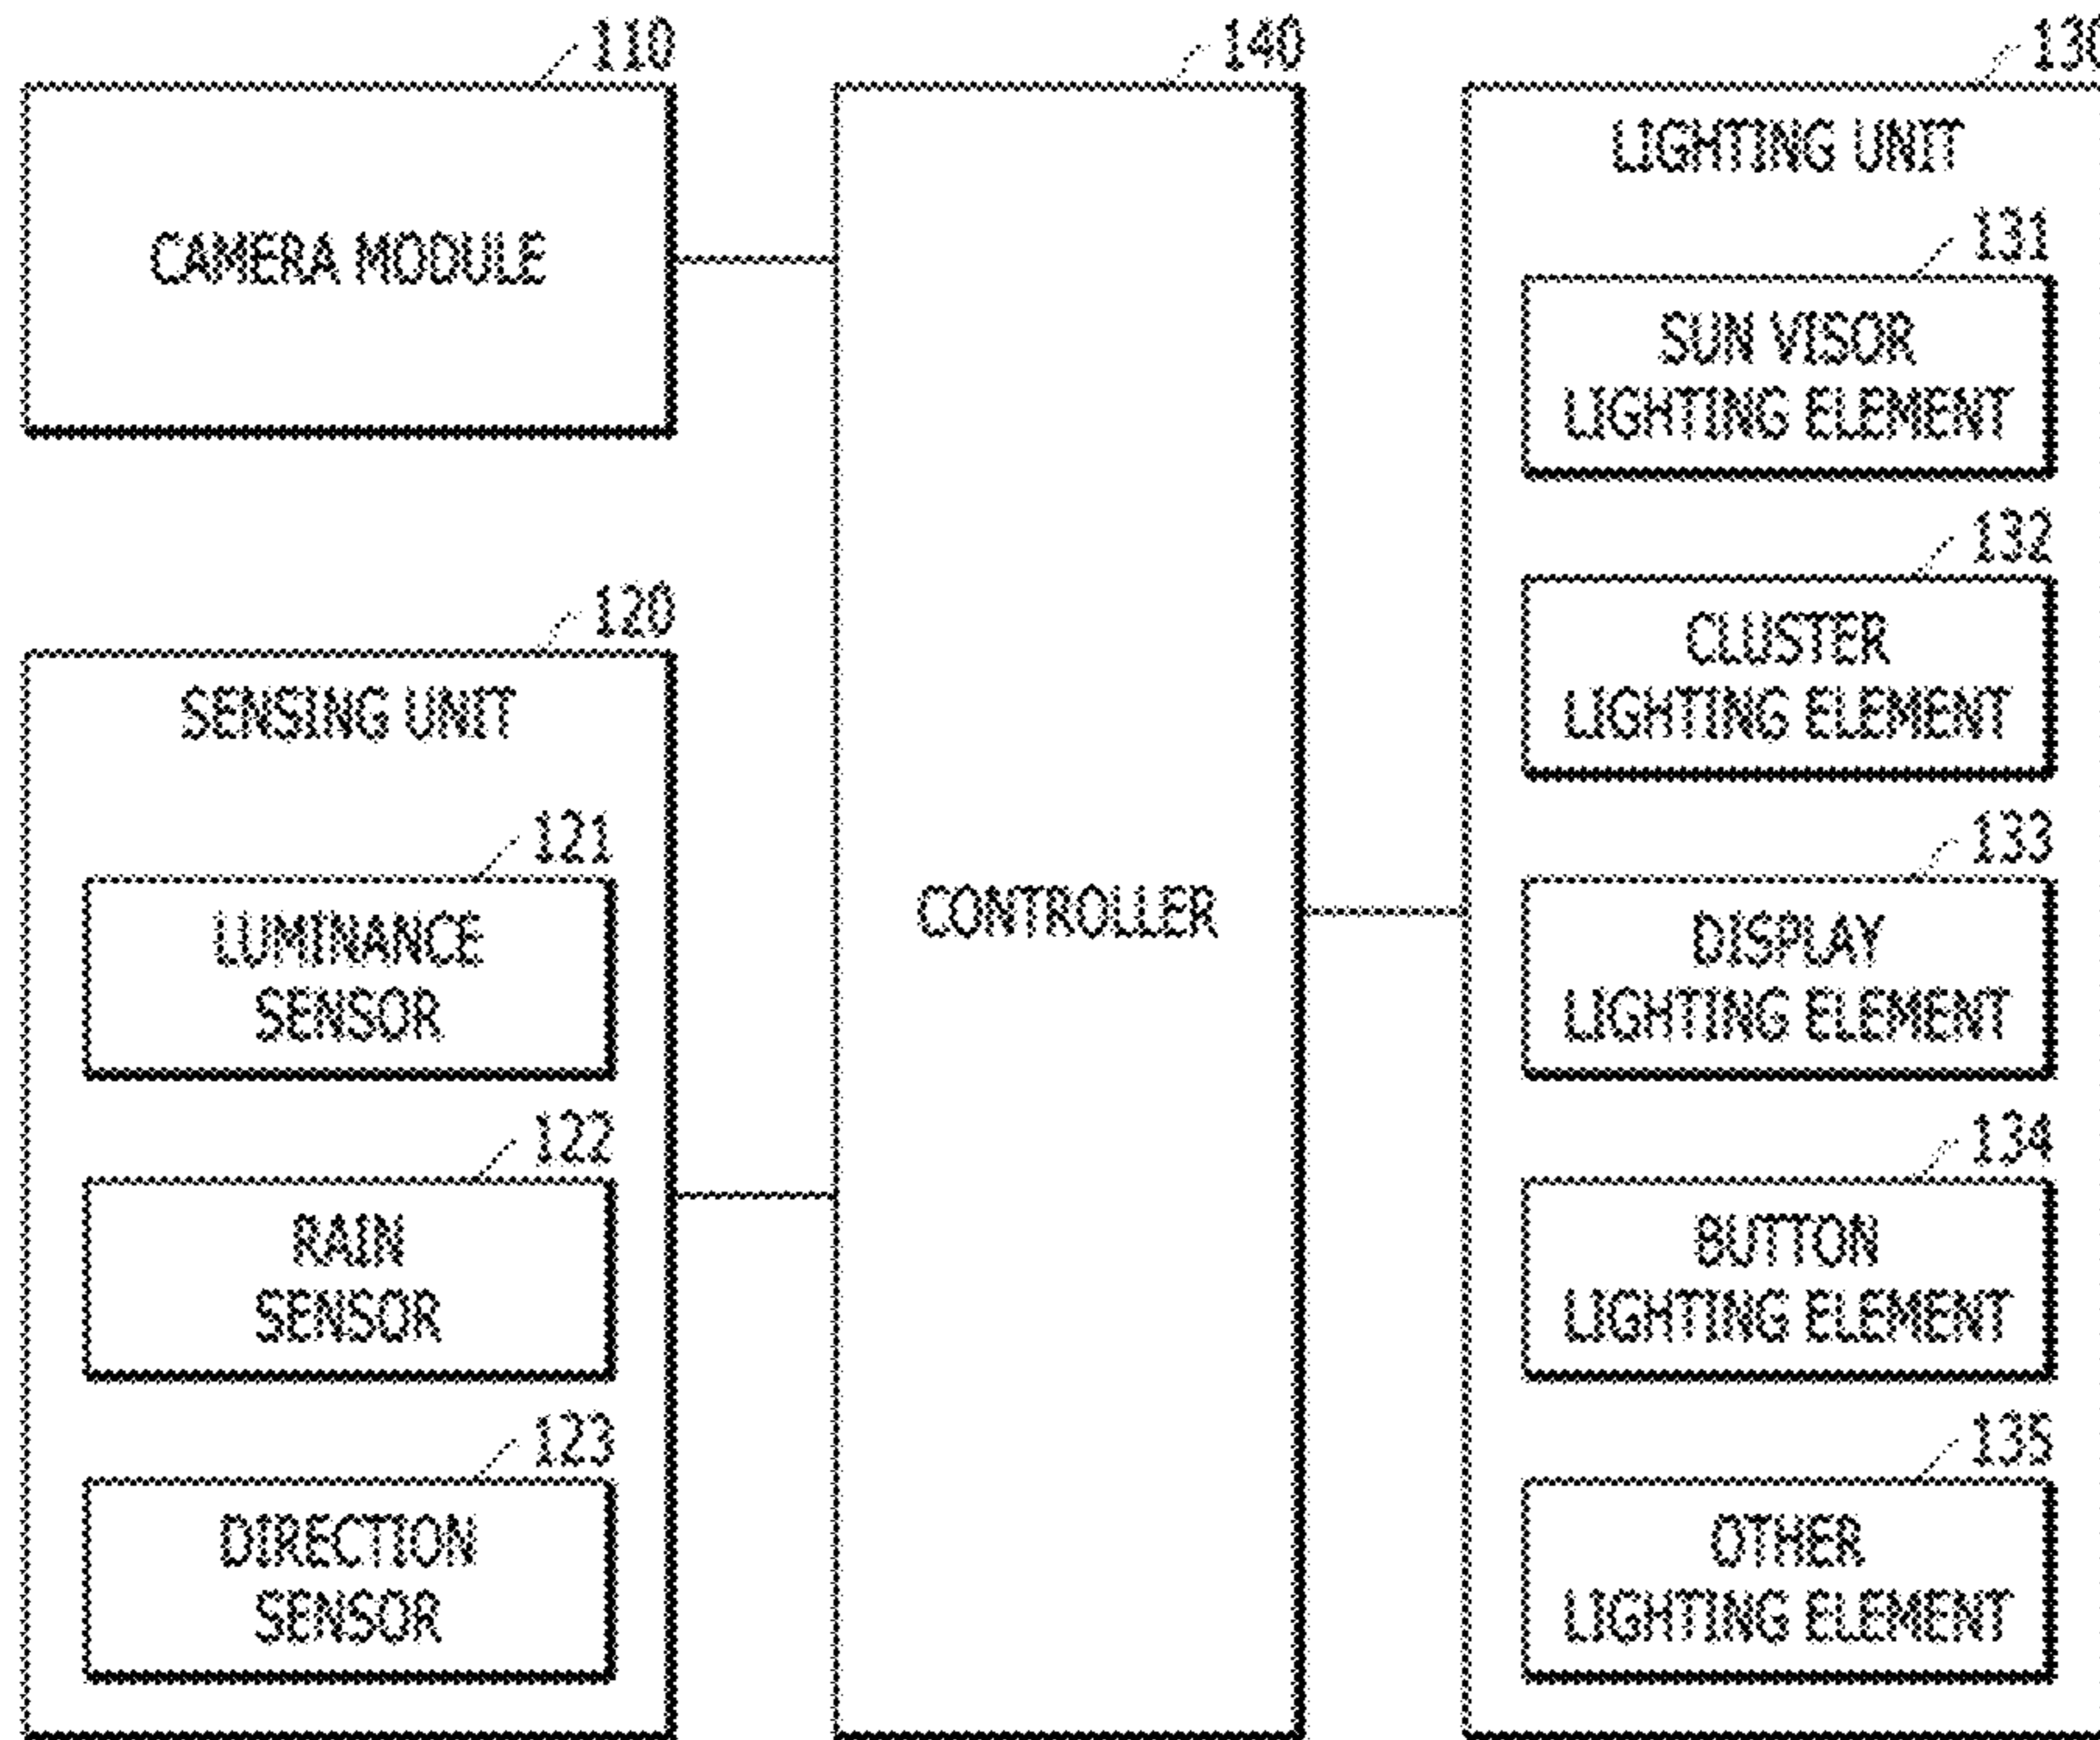 110
CAMERA MODULE
120
SENSING UNIT
121
LUMINANCE
SENSOR
122
RAIN
SENSOR
123
DIRECTION
SENSOR
140
CONTROLLER
130
LIGHTING UNIT
131
SUN VISOR
LIGHTING ELEMENT
132
CLUSTER
LIGHTING ELEMENT
133
DISPLAY
LIGHTING ELEMENT
134
BUTTON
LIGHTING ELEMENT
135
OTHER
LIGHTING ELEMENT